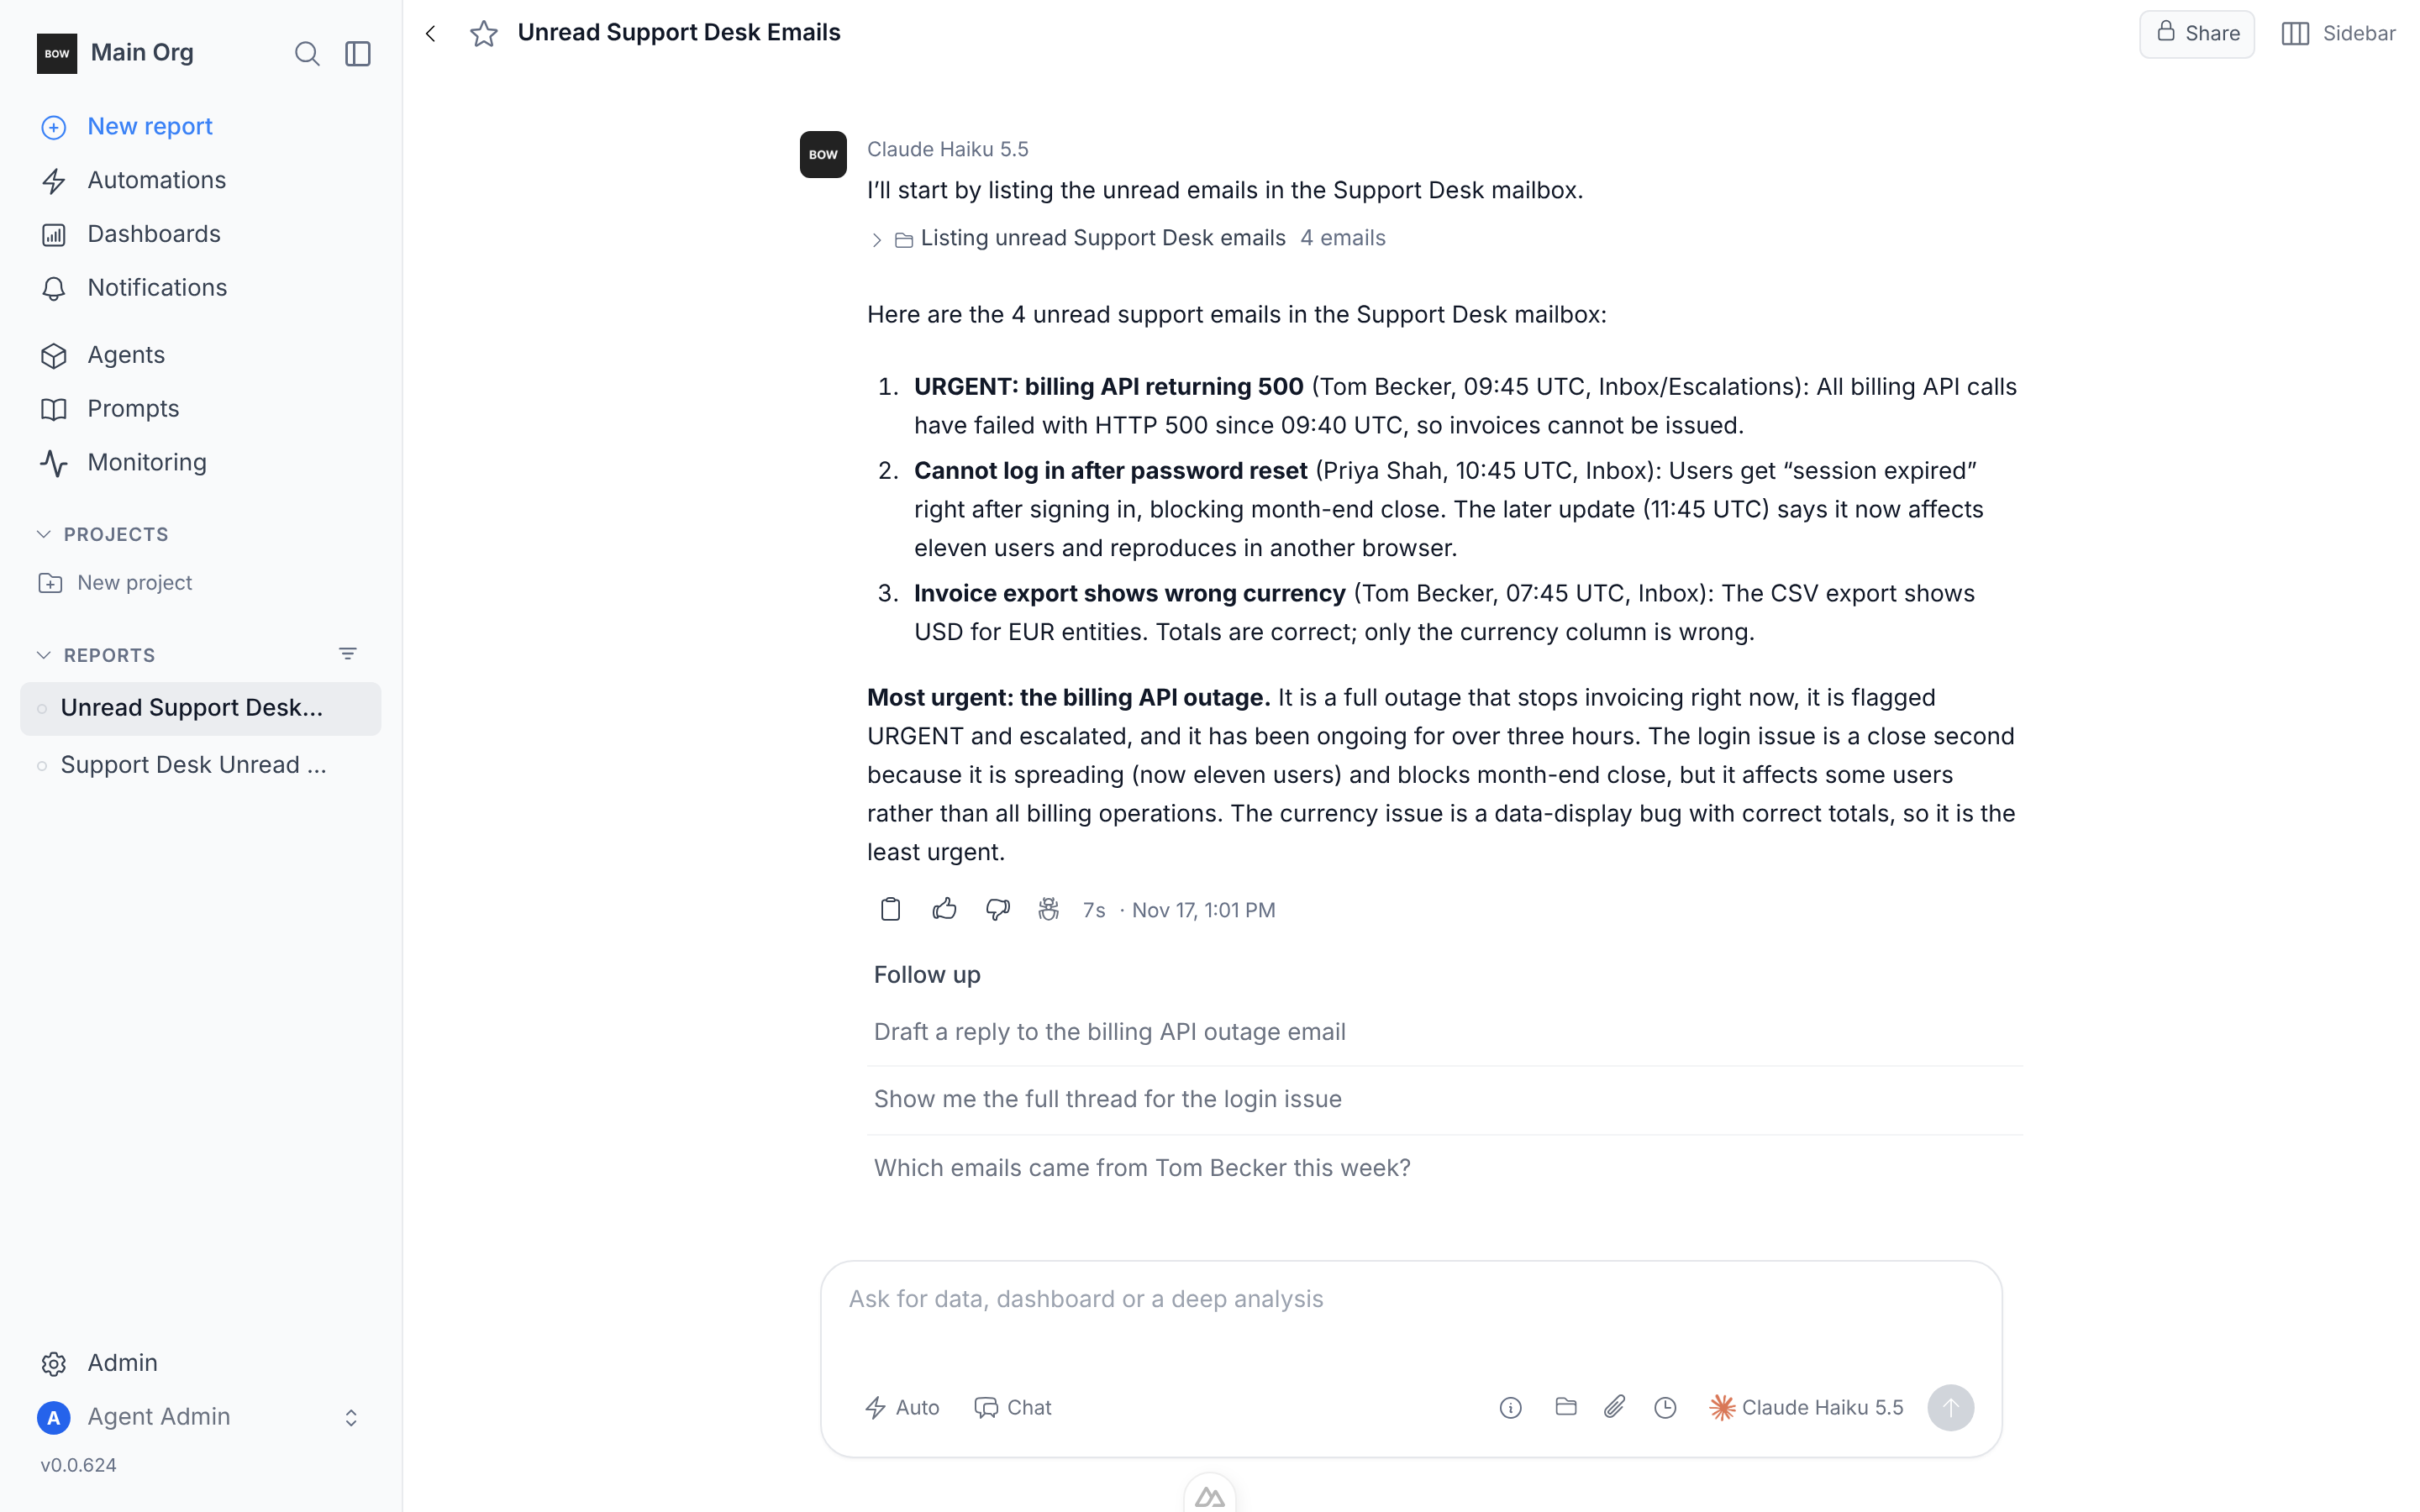 BOW
Main Org
New report
Automations
Dashboards
Notifications
Agents
Prompts
Monitoring
PROJECTS
New project
REPORTS
Unread Support Desk...
Support Desk Unread ...
Admin
A
Agent Admin
v0.0.624
Unread Support Desk Emails
Share
Sidebar
BOW
Claude Haiku 5.5
I’ll start by listing the unread emails in the Support Desk mailbox.
Listing unread Support Desk emails 4 emails
Here are the 4 unread support emails in the Support Desk mailbox:
1. URGENT: billing API returning 500 (Tom Becker, 09:45 UTC, Inbox/Escalations): All billing API calls
have failed with HTTP 500 since 09:40 UTC, so invoices cannot be issued.
2. Cannot log in after password reset (Priya Shah, 10:45 UTC, Inbox): Users get “session expired”
right after signing in, blocking month-end close. The later update (11:45 UTC) says it now affects
eleven users and reproduces in another browser.
3. Invoice export shows wrong currency (Tom Becker, 07:45 UTC, Inbox): The CSV export shows
USD for EUR entities. Totals are correct; only the currency column is wrong.
Most urgent: the billing API outage. It is a full outage that stops invoicing right now, it is flagged
URGENT and escalated, and it has been ongoing for over three hours. The login issue is a close second
because it is spreading (now eleven users) and blocks month-end close, but it affects some users
rather than all billing operations. The currency issue is a data-display bug with correct totals, so it is the
least urgent.
7s · Nov 17, 1:01 PM
Follow up
Draft a reply to the billing API outage email
Show me the full thread for the login issue
Which emails came from Tom Becker this week?
Ask for data, dashboard or a deep analysis
Auto
Chat
Claude Haiku 5.5